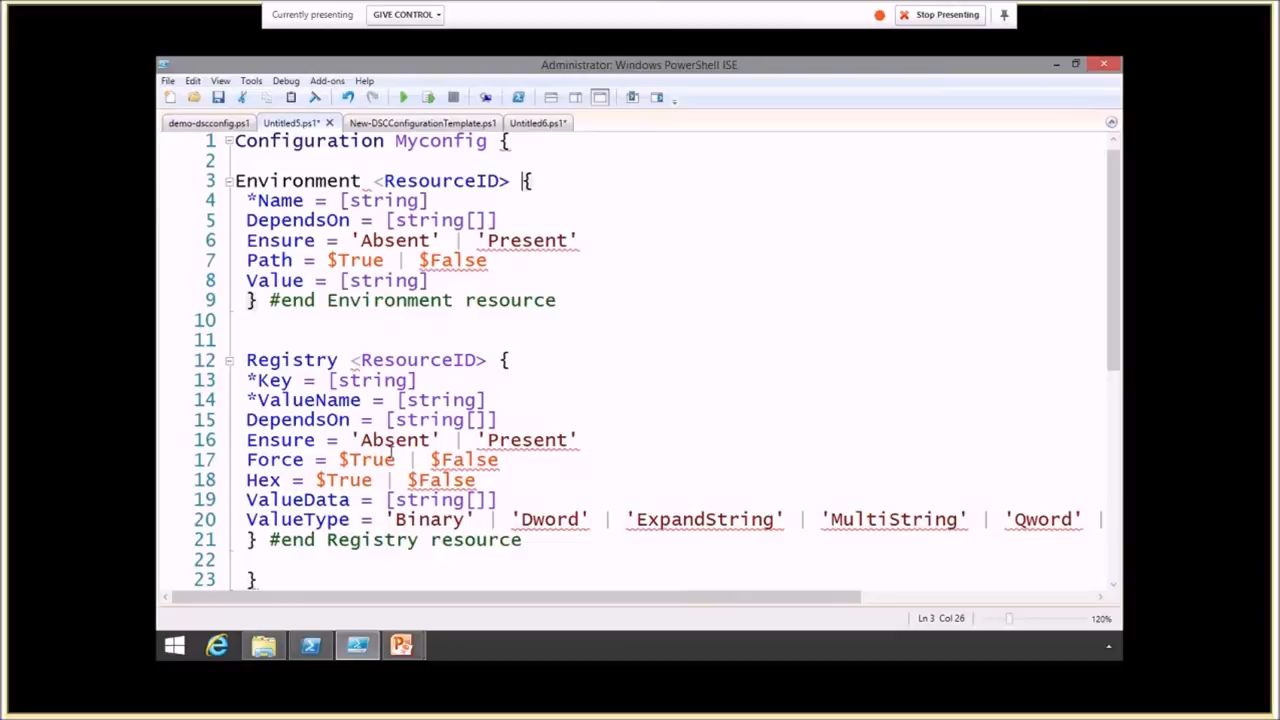 Currently presenting GIVE CONTROL Stop Presenting
Administrator: Windows PowerShell ISE
File Edit View Tools Debug Add-ons Help
demo-dscconfig.ps1 Untitled5.ps1* New-DSCConfigurationTemplate.ps1 Untitled6.ps1*
1 Configuration Myconfig {
2
3 Environment <ResourceID> {
4 *Name = [string]
5 DependsOn = [string[]]
6 Ensure = 'Absent' | 'Present'
7 Path = $True | $False
8 Value = [string]
9 } #end Environment resource
10
11
12 Registry <ResourceID> {
13 *Key = [string]
14 *ValueName = [string]
15 DependsOn = [string[]]
16 Ensure = 'Absent' | 'Present'
17 Force = $True | $False
18 Hex = $True | $False
19 ValueData = [string[]]
20 ValueType = 'Binary' | 'Dword' | 'ExpandString' | 'MultiString' | 'Qword' |
21 } #end Registry resource
22
23 }
Ln 3 Col 26 120%